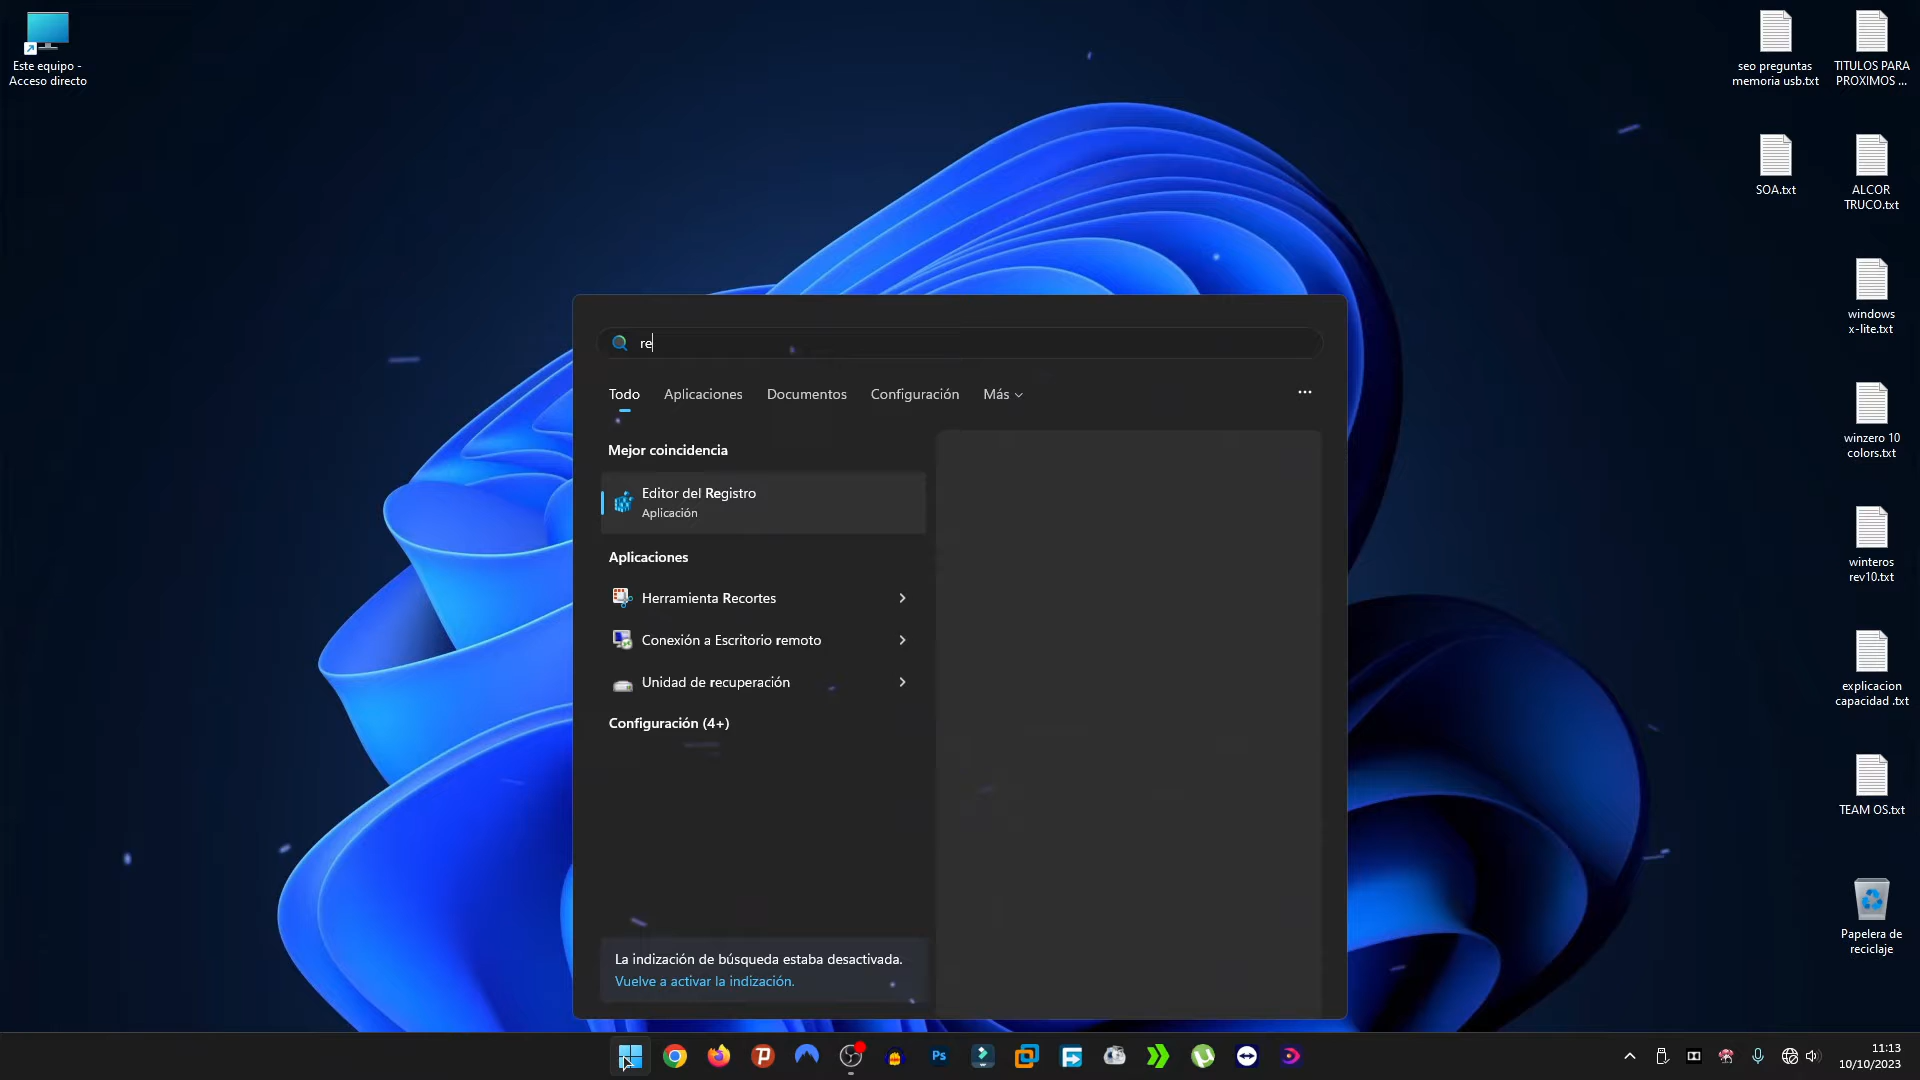 Este equipo -
Acceso directo
seo preguntas
memoria usb.txt
TITULOS PARA
PROXIMOS ...
SOA.txt
ALCOR
TRUCO.txt
windows
x-lite.txt
winzero 10
colors.txt
winteros
rev10.txt
explicacion
capacidad .txt
TEAM OS.txt
Papelera de
reciclaje
re
Todo
Aplicaciones
Documentos
Configuración
Más
Mejor coincidencia
Editor del Registro
Aplicación
Aplicaciones
Herramienta Recortes
Conexión a Escritorio remoto
Unidad de recuperación
Configuración (4+)
La indización de búsqueda estaba desactivada.
Vuelve a activar la indización.
Ps
11:13
10/10/2023